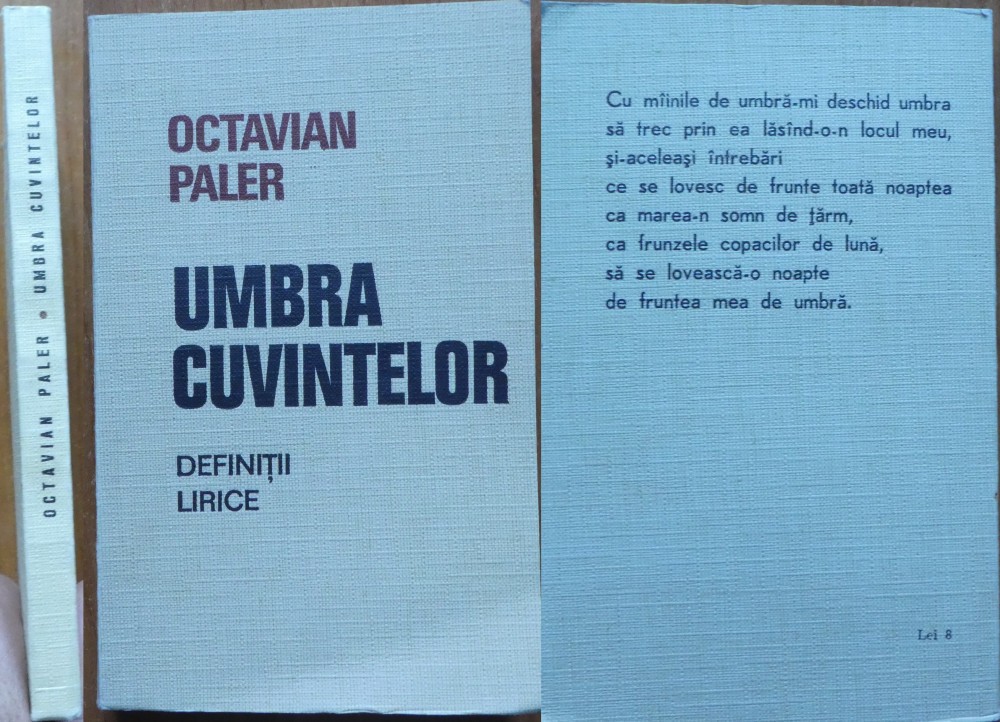 OCTAVIAN PALER • UMBRA CUVINTELOR
OCTAVIAN
PALER
UMBRA
CUVINTELOR
DEFINIȚII
LIRICE
Cu mîinile de umbră-mi deschid umbra
să trec prin ea lăsînd-o-n locul meu,
și-aceleași întrebări
ce se lovesc de frunte toată noaptea
ca marea-n somn de țărm,
ca frunzele copacilor de lună,
să se lovească-o noapte
de fruntea mea de umbră.
Lei 8